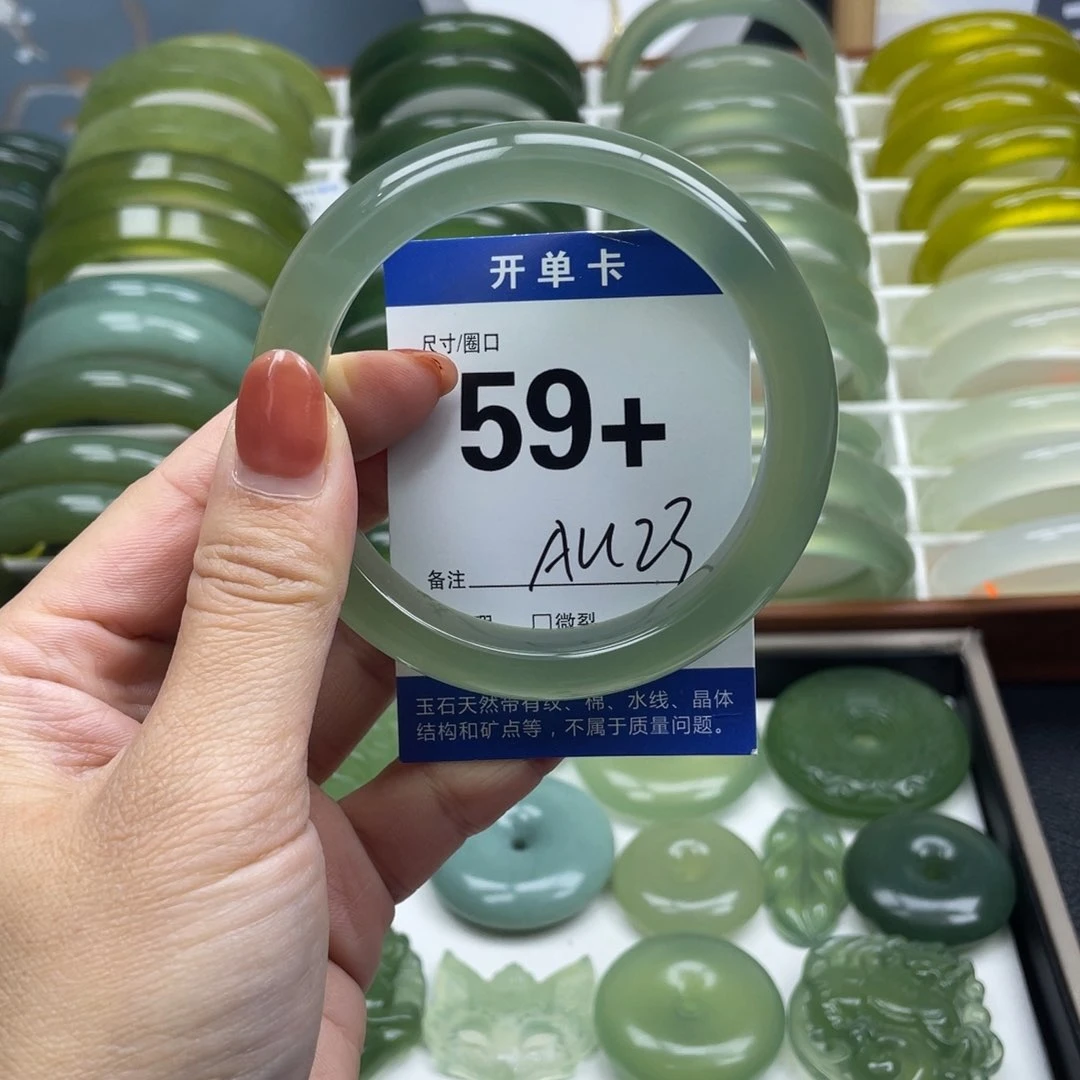 开单卡
尺寸/圈口
59+
备注 AU23
□微裂
玉石天然带有纹、棉、水线、晶体
结构和矿点等，不属于质量问题。